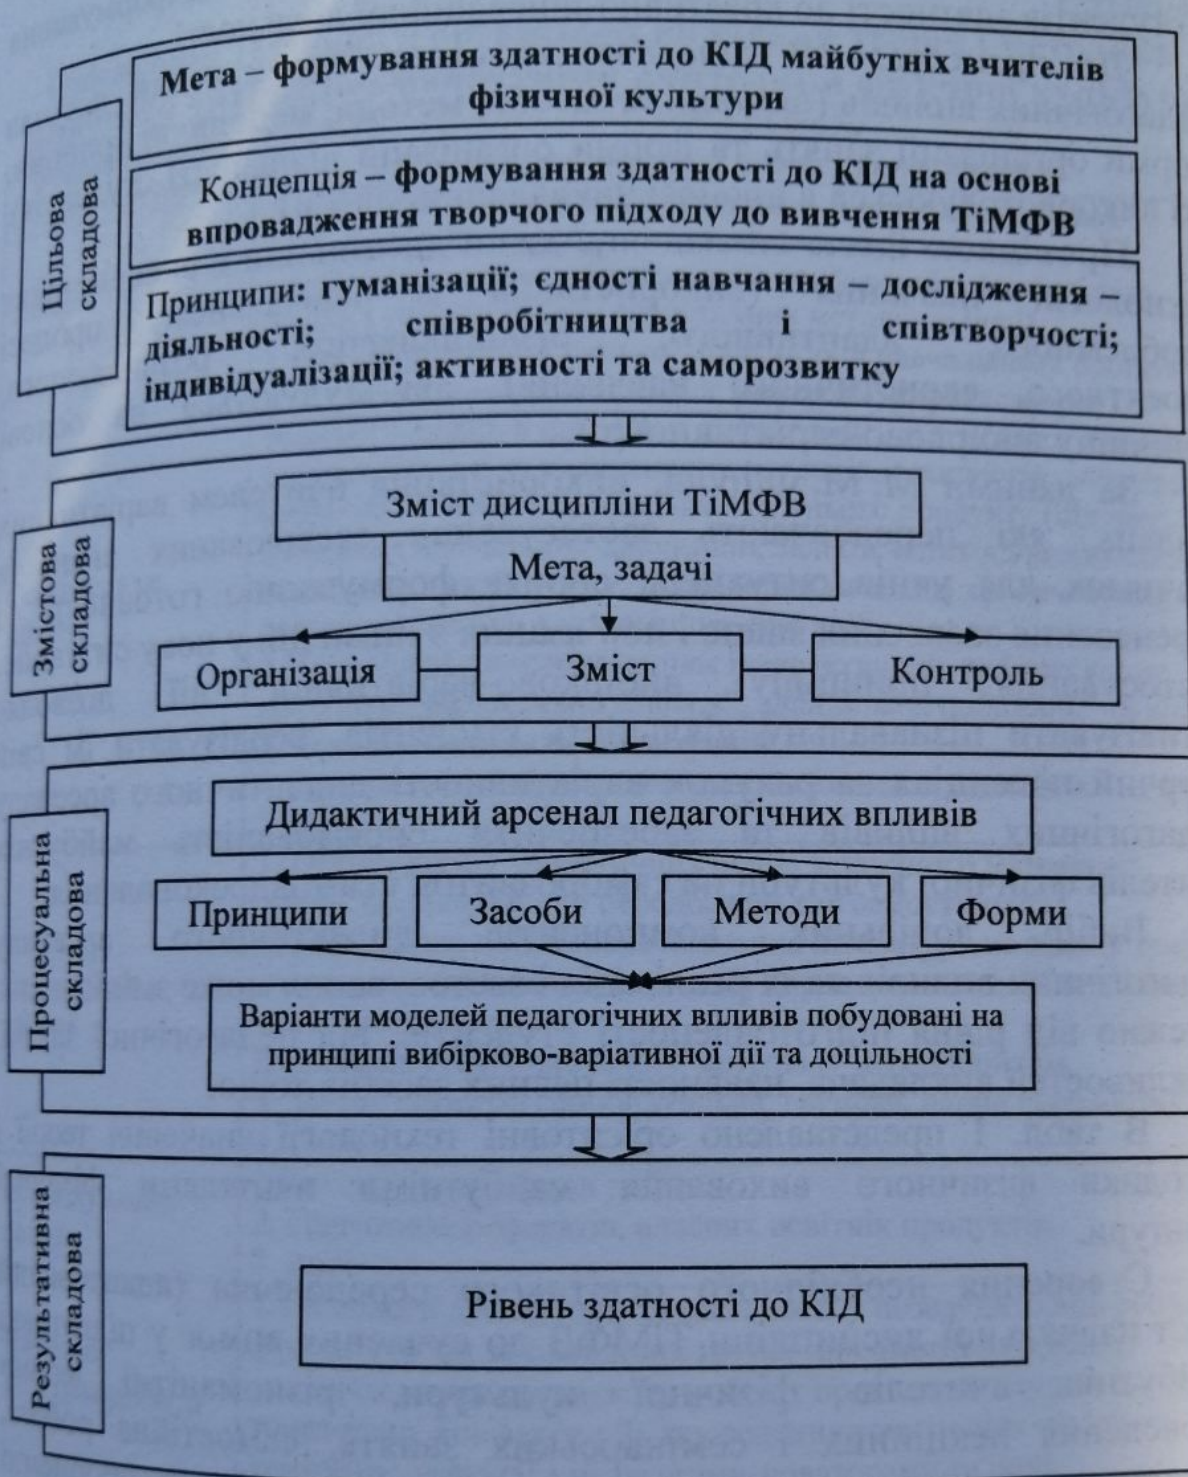 Цільова
складова
Мета – формування здатності до КІД майбутніх вчителів
фізичної культури
Концепція – формування здатності до КІД на основі
впровадження творчого підходу до вивчення ТіМФВ
Принципи: гуманізації; єдності навчання – дослідження –
діяльності; співробітництва і співтворчості;
індивідуалізації; активності та саморозвитку
Змістова
складова
Зміст дисципліни ТіМФВ
Мета, задачі
Організація Зміст Контроль
Процесуальна
складова
Дидактичний арсенал педагогічних впливів
Принципи Засоби Методи Форми
Варіанти моделей педагогічних впливів побудовані на
принципі вибірково-варіативної дії та доцільності
Результативна
складова
Рівень здатності до КІД